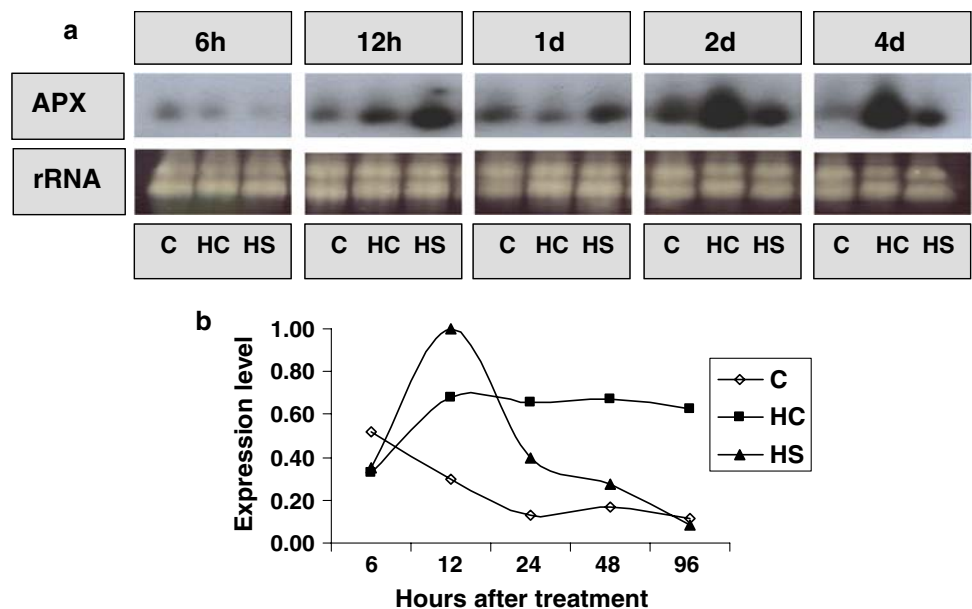 a
6h 12h 1d 2d 4d
APX
rRNA
C HC HS C HC HS C HC HS C HC HS C HC HS
b
Expression level
1.00
0.80
0.60
0.40
0.20
0.00
6 12 24 48 96
Hours after treatment
C
HC
HS